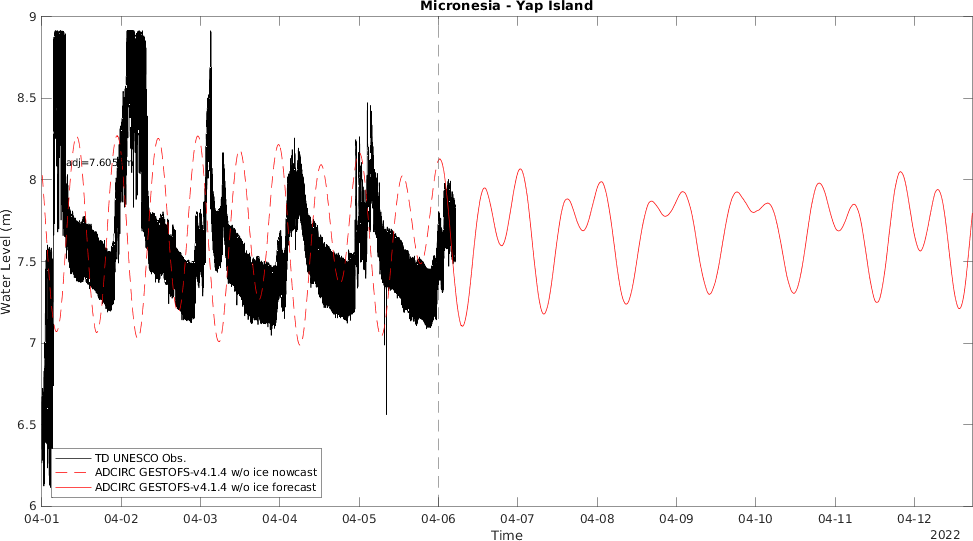 Micronesia - Yap Island
Water Level (m)
9
8.5
8
7.5
7
6.5
6
adj=7.605 m
TD UNESCO Obs.
ADCIRC GESTOFS-v4.1.4 w/o ice nowcast
ADCIRC GESTOFS-v4.1.4 w/o ice forecast
04-01 04-02 04-03 04-04 04-05 04-06 04-07 04-08 04-09 04-10 04-11 04-12
Time
2022